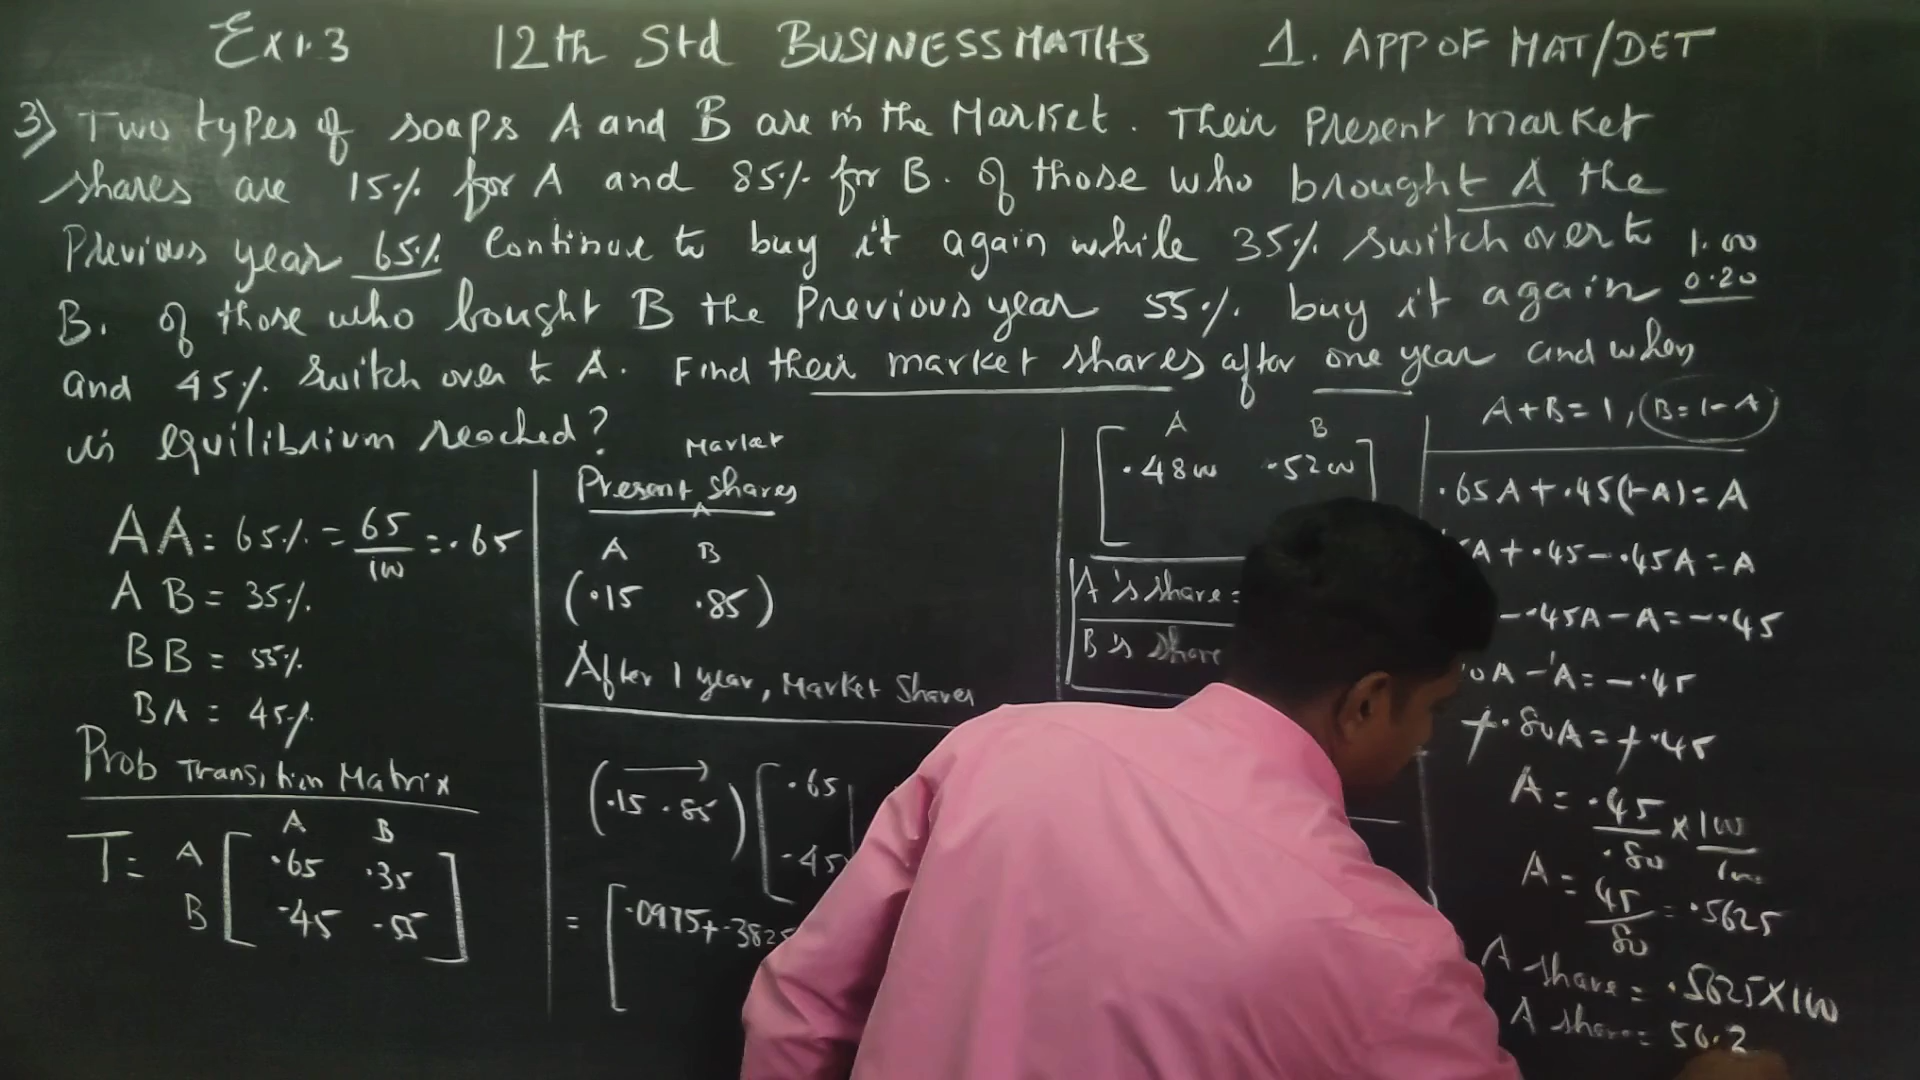 Ex 1.3 12th Std BUSINESS MATHS 1. APP OF MAT/DET
3) Two types of soaps A and B are in the Market. Their Present market
shares are 15% for A and 85% for B. Of those who brought A the
Previous year 65% Continue to buy it again while 35% switch over to
B. Of those who bought B the Previous year 55% buy it again
and 45% switch over to A. Find their market shares after one year and when
is equilibrium reached?
1.00
0.20
AA = 65% = 65/100 = .65
AB = 35%
BB = 55%
BA = 45%
Prob Transition Matrix
A B
T = A .65 .35
B .45 .55
Market
Present Shares
A B
(.15 .85)
After 1 year, Market Shares
(.15 .85) [.65
.45
= [.0975+.3825
A B
[.4800 .5200]
A's share =
B's share
A+B=1, B=1-A
.65A+.45(1-A)=A
A+.45-.45A=A
-.45A-A=-.45
0A-1A=-.45
+.80A=+.45
A = .45/.80 × 100/100
A = 45/80 = .5625
A share = .5625×100
A share = 56.2